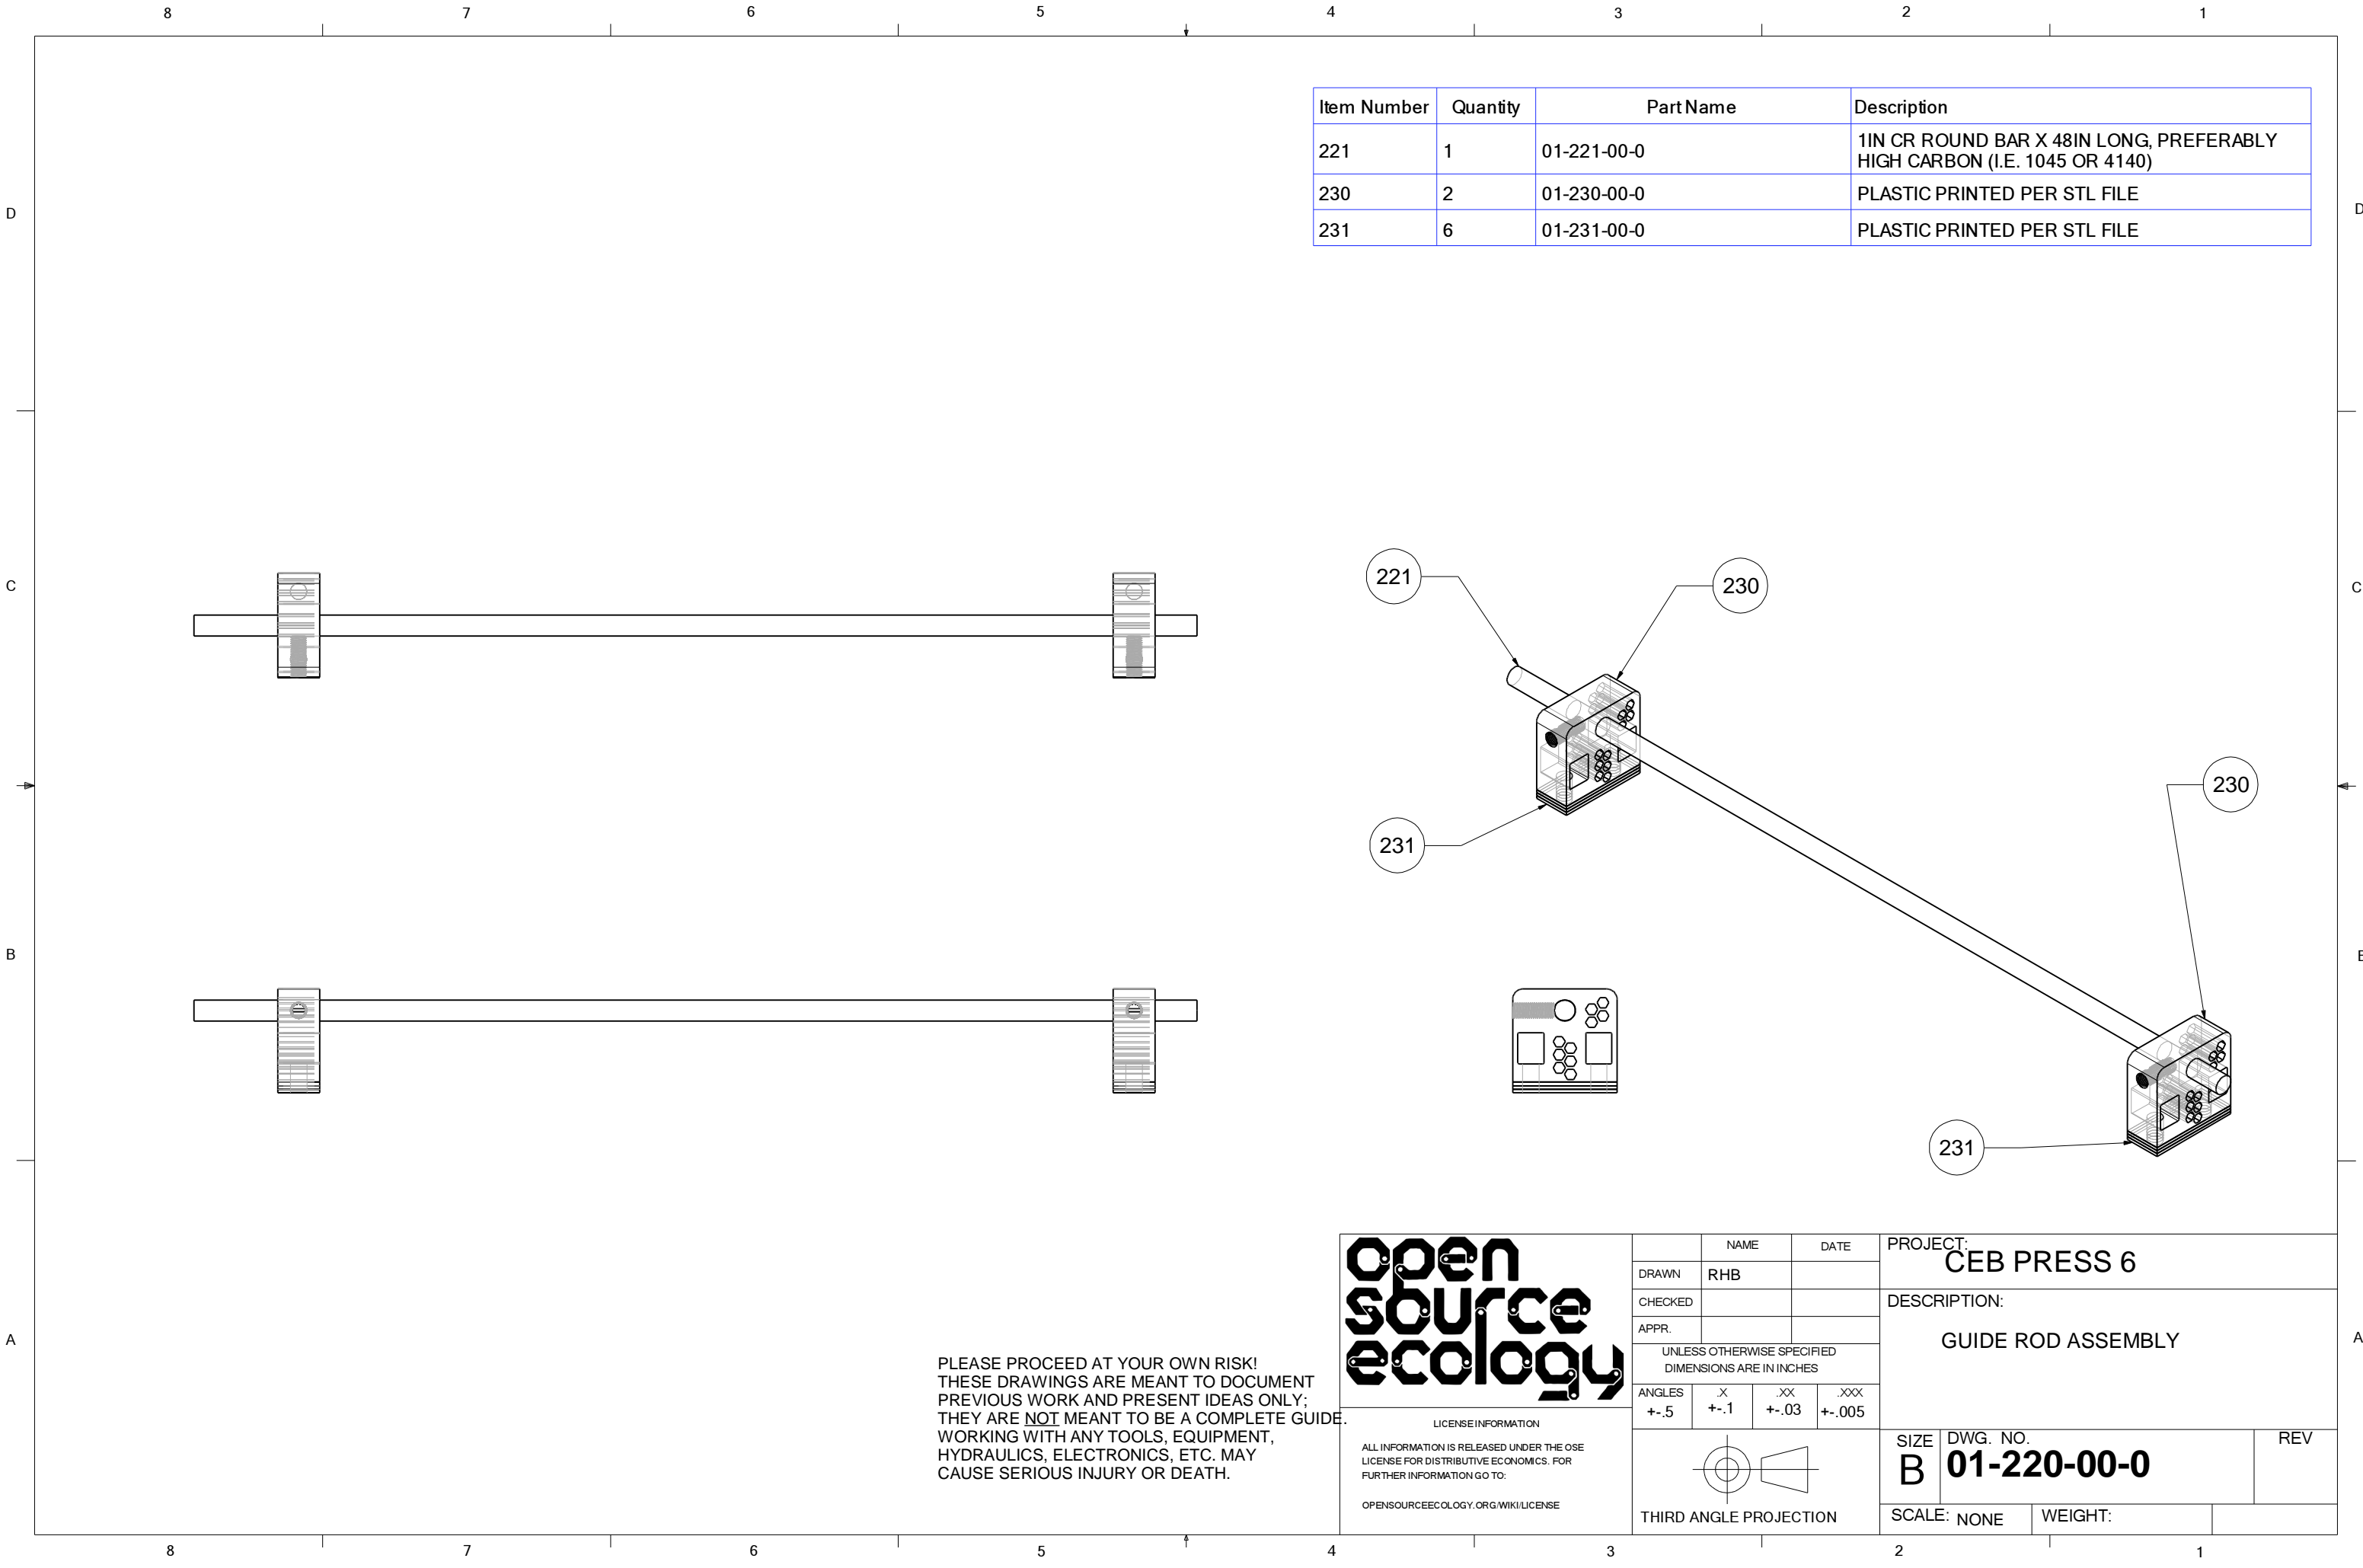 8 7 6 5 4 3 2 1
Item Number Quantity Part Name Description
221 1 01-221-00-0 1IN CR ROUND BAR X 48IN LONG, PREFERABLY
HIGH CARBON (I.E. 1045 OR 4140)
230 2 01-230-00-0 PLASTIC PRINTED PER STL FILE
231 6 01-231-00-0 PLASTIC PRINTED PER STL FILE
D D
C C
221
230
230
231
B
231
A A
PLEASE PROCEED AT YOUR OWN RISK!
THESE DRAWINGS ARE MEANT TO DOCUMENT
PREVIOUS WORK AND PRESENT IDEAS ONLY;
THEY ARE NOT MEANT TO BE A COMPLETE GUIDE.
WORKING WITH ANY TOOLS, EQUIPMENT,
HYDRAULICS, ELECTRONICS, ETC. MAY
CAUSE SERIOUS INJURY OR DEATH.
open
source
ecology
LICENSE INFORMATION
ALL INFORMATION IS RELEASED UNDER THE OSE
LICENSE FOR DISTRIBUTIVE ECONOMICS. FOR
FURTHER INFORMATION GO TO:
OPENSOURCEECOLOGY.ORG/WIKI/LICENSE
NAME DATE
DRAWN RHB
CHECKED
APPR.
UNLESS OTHERWISE SPECIFIED
DIMENSIONS ARE IN INCHES
ANGLES .X .XX .XXX
+-.5 +-.1 +-.03 +-.005
THIRD ANGLE PROJECTION
PROJECT:
CEB PRESS 6
DESCRIPTION:
GUIDE ROD ASSEMBLY
SIZE DWG. NO. REV
B 01-220-00-0
SCALE: NONE WEIGHT:
8 7 6 5 4 3 2 1